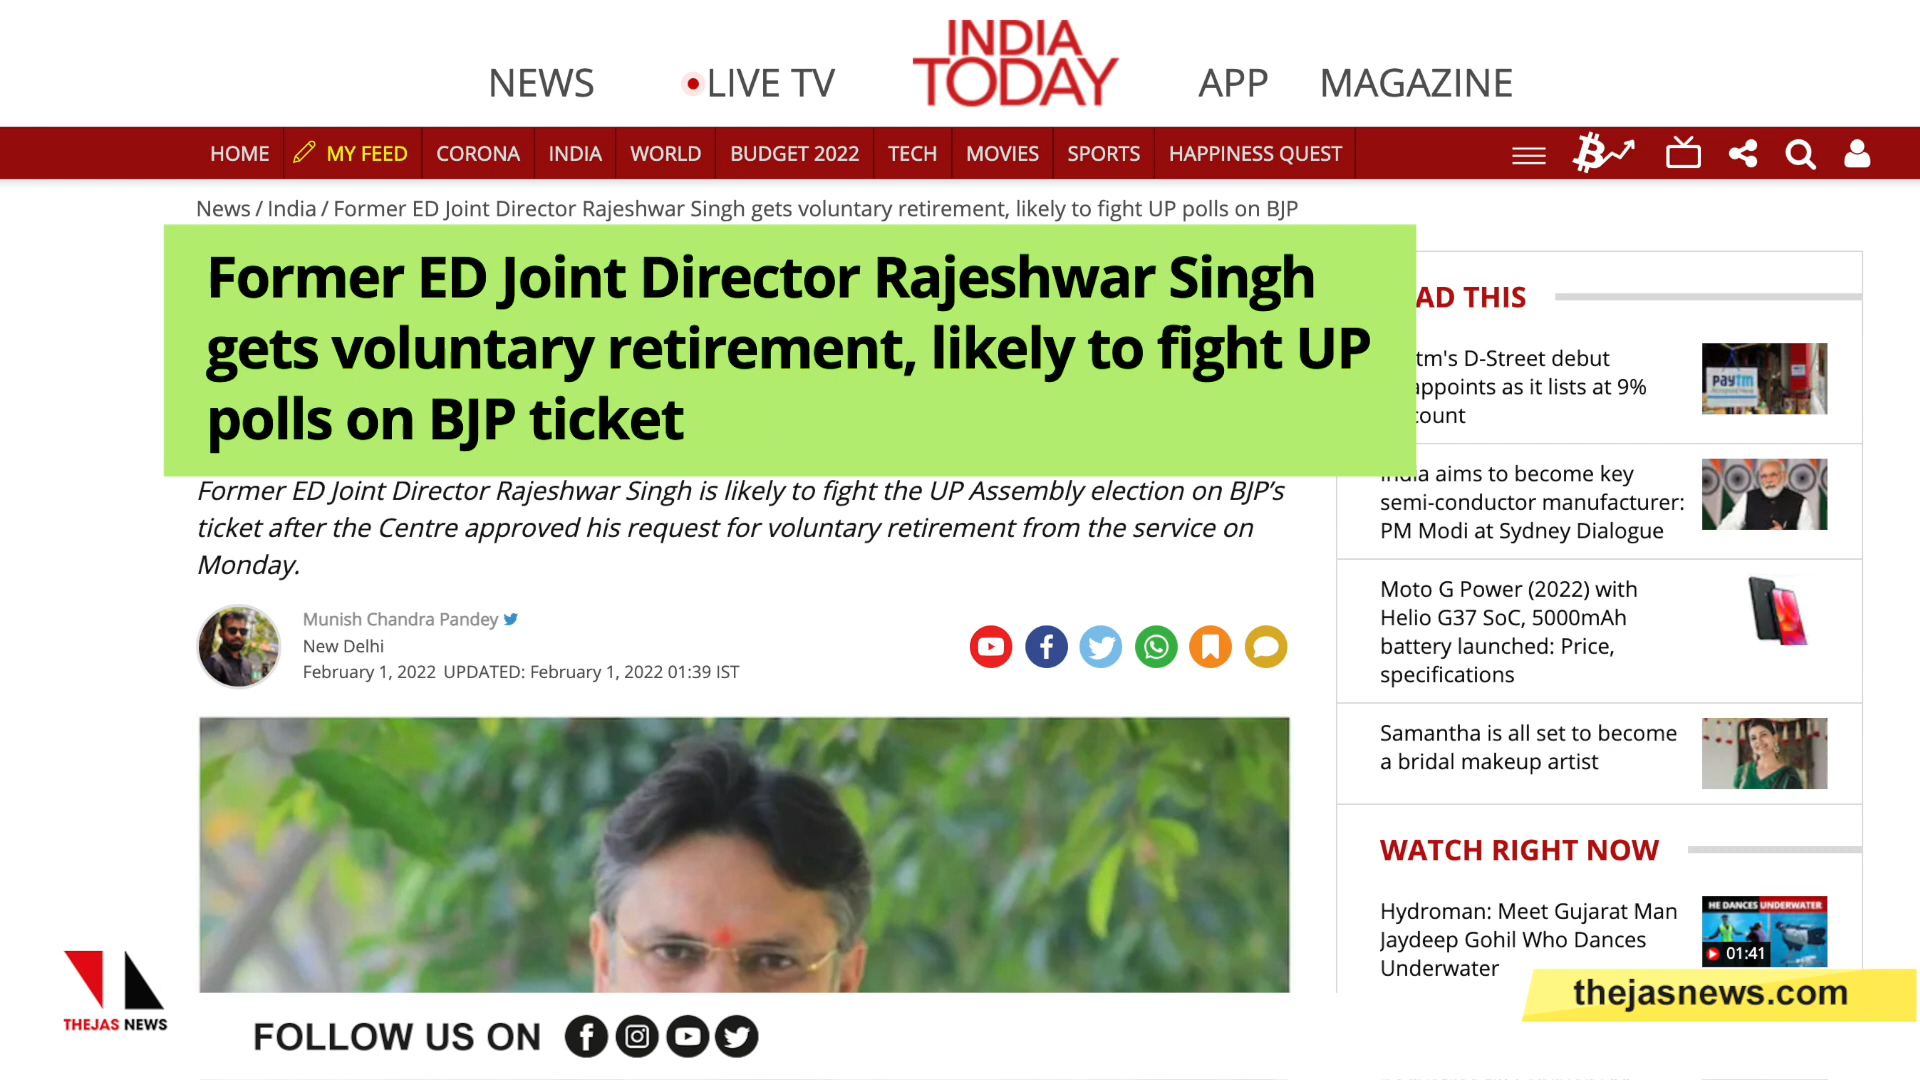 INDIA
TODAY
NEWS
LIVE TV
APP
MAGAZINE
HOME
MY FEED
CORONA
INDIA
WORLD
BUDGET 2022
TECH
MOVIES
SPORTS
HAPPINESS QUEST
News / India / Former ED Joint Director Rajeshwar Singh gets voluntary retirement, likely to fight UP polls on BJP
Former ED Joint Director Rajeshwar Singh
gets voluntary retirement, likely to fight UP
polls on BJP ticket
Former ED Joint Director Rajeshwar Singh is likely to fight the UP Assembly election on BJP's
ticket after the Centre approved his request for voluntary retirement from the service on
Monday.
Munish Chandra Pandey
New Delhi
February 1, 2022 UPDATED: February 1, 2022 01:39 IST
AD THIS
tm's D-Street debut
appoints as it lists at 9%
count
paytm
India aims to become key
semi-conductor manufacturer:
PM Modi at Sydney Dialogue
Moto G Power (2022) with
Helio G37 SoC, 5000mAh
battery launched: Price,
specifications
Samantha is all set to become
a bridal makeup artist
WATCH RIGHT NOW
Hydroman: Meet Gujarat Man
Jaydeep Gohil Who Dances
Underwater
HE DANCES UNDERWATER
01:41
thejasnews.com
THEJAS NEWS
FOLLOW US ON